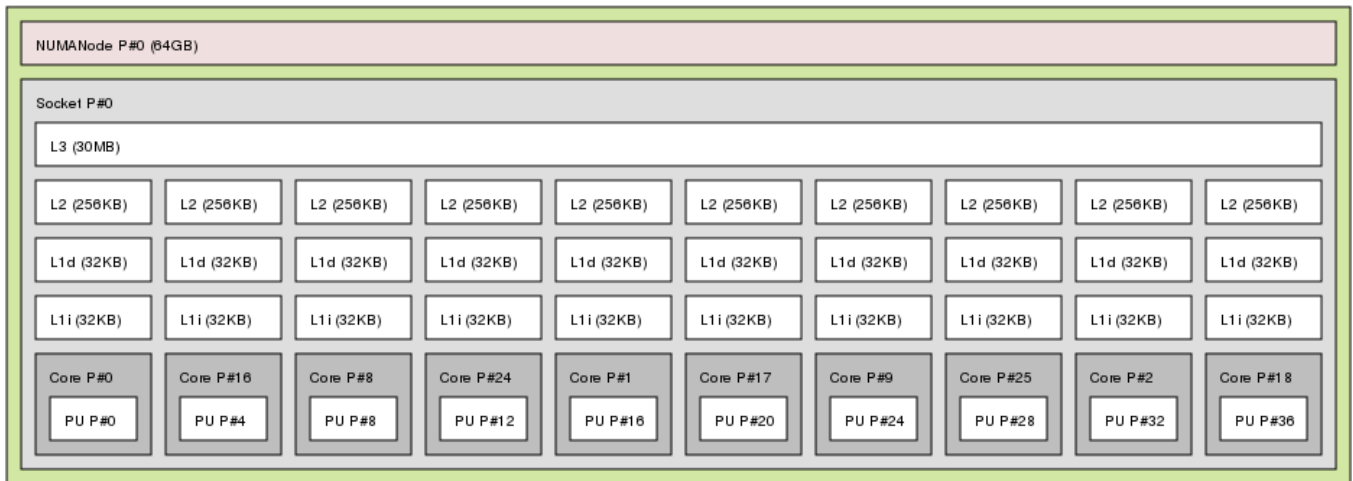 NUMANode P#0 (64GB)
Socket P#0
L3 (30MB)
L2 (256KB) L2 (256KB) L2 (256KB) L2 (256KB) L2 (256KB) L2 (256KB) L2 (256KB) L2 (256KB) L2 (256KB) L2 (256KB)
L1d (32KB) L1d (32KB) L1d (32KB) L1d (32KB) L1d (32KB) L1d (32KB) L1d (32KB) L1d (32KB) L1d (32KB) L1d (32KB)
L1i (32KB) L1i (32KB) L1i (32KB) L1i (32KB) L1i (32KB) L1i (32KB) L1i (32KB) L1i (32KB) L1i (32KB) L1i (32KB)
Core P#0 Core P#16 Core P#8 Core P#24 Core P#1 Core P#17 Core P#9 Core P#25 Core P#2 Core P#18
PU P#0 PU P#4 PU P#8 PU P#12 PU P#16 PU P#20 PU P#24 PU P#28 PU P#32 PU P#36